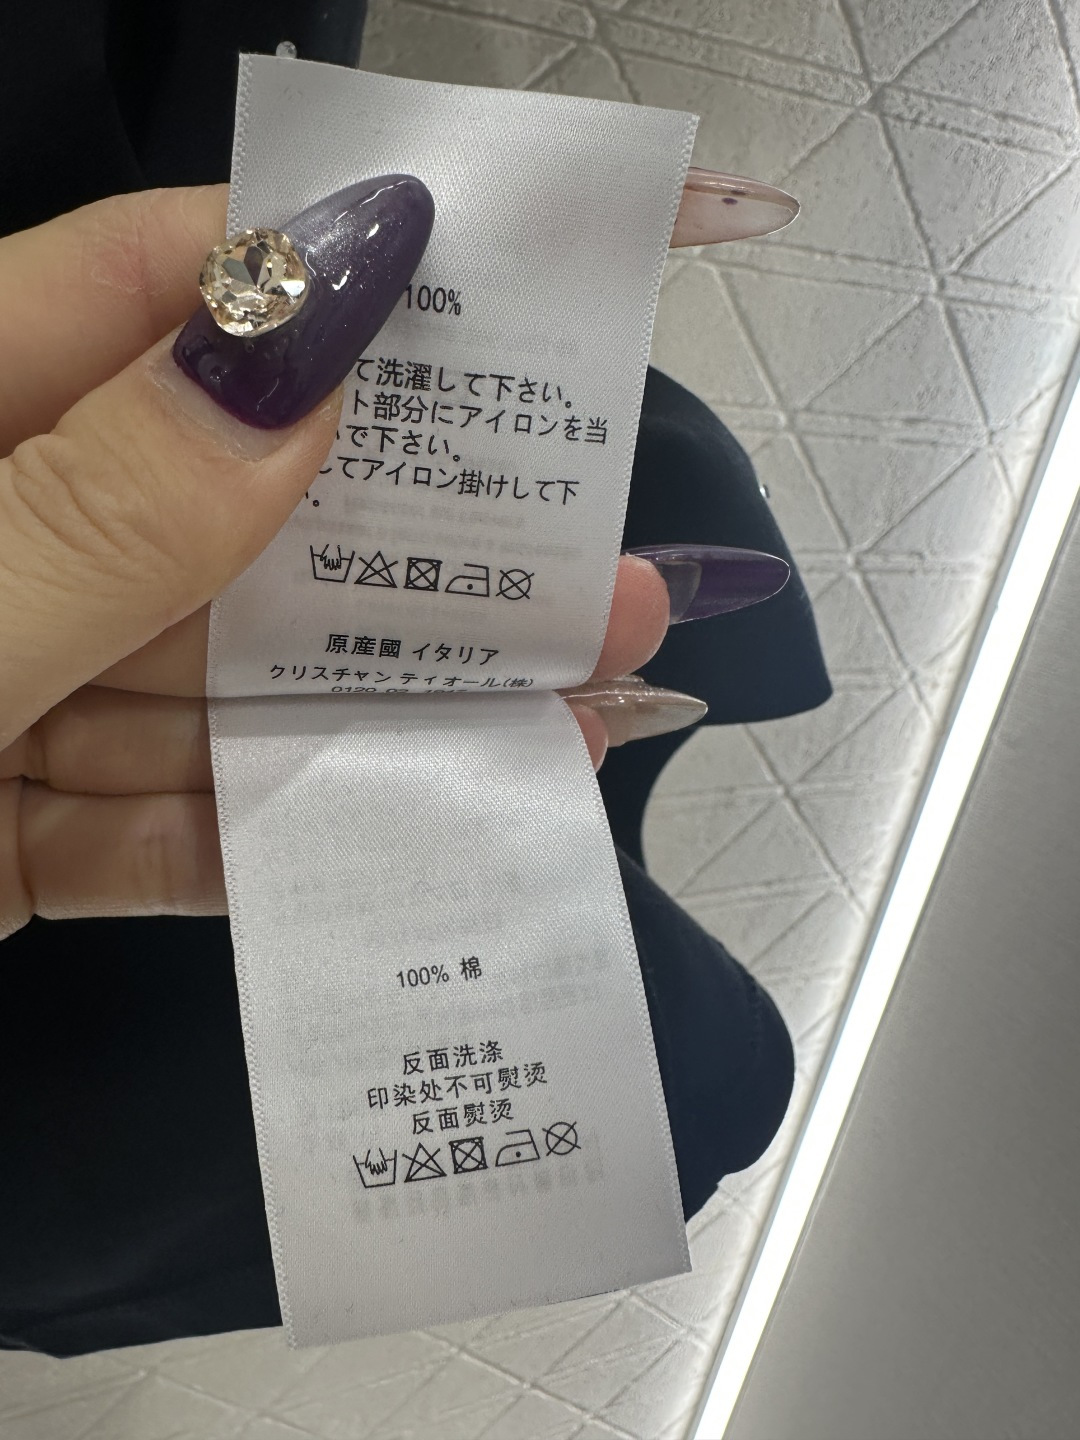 100%
て洗濯して下さい。
ト部分にアイロンを当
いで下さい。
してアイロン掛けして下
い。
原産國 イタリア
クリスチャン ディオール(株)
100% 棉
反面洗涤
印染处不可熨烫
反面熨烫